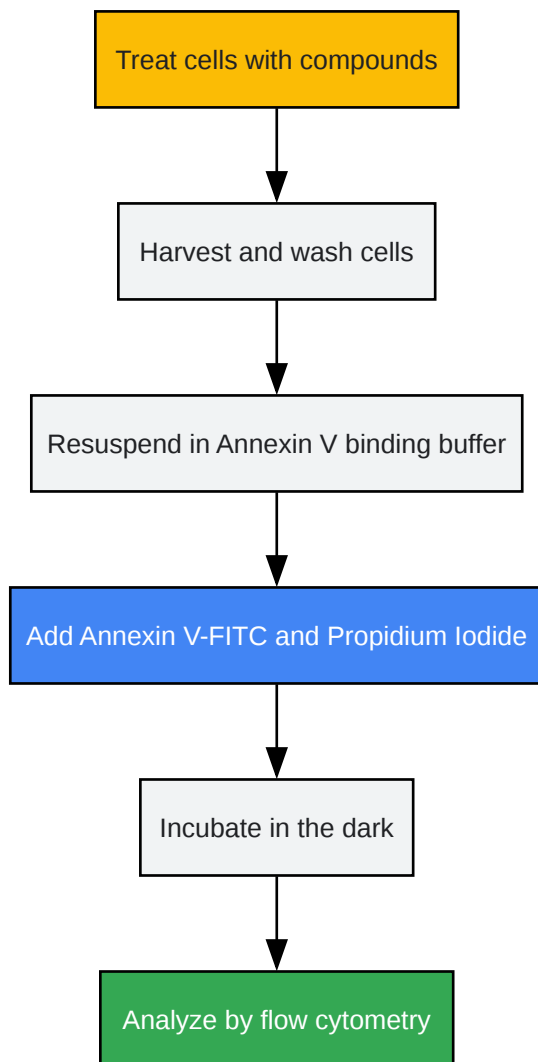 Treat cells with compounds
Harvest and wash cells
Resuspend in Annexin V binding buffer
Add Annexin V-FITC and Propidium Iodide
Incubate in the dark
Analyze by flow cytometry